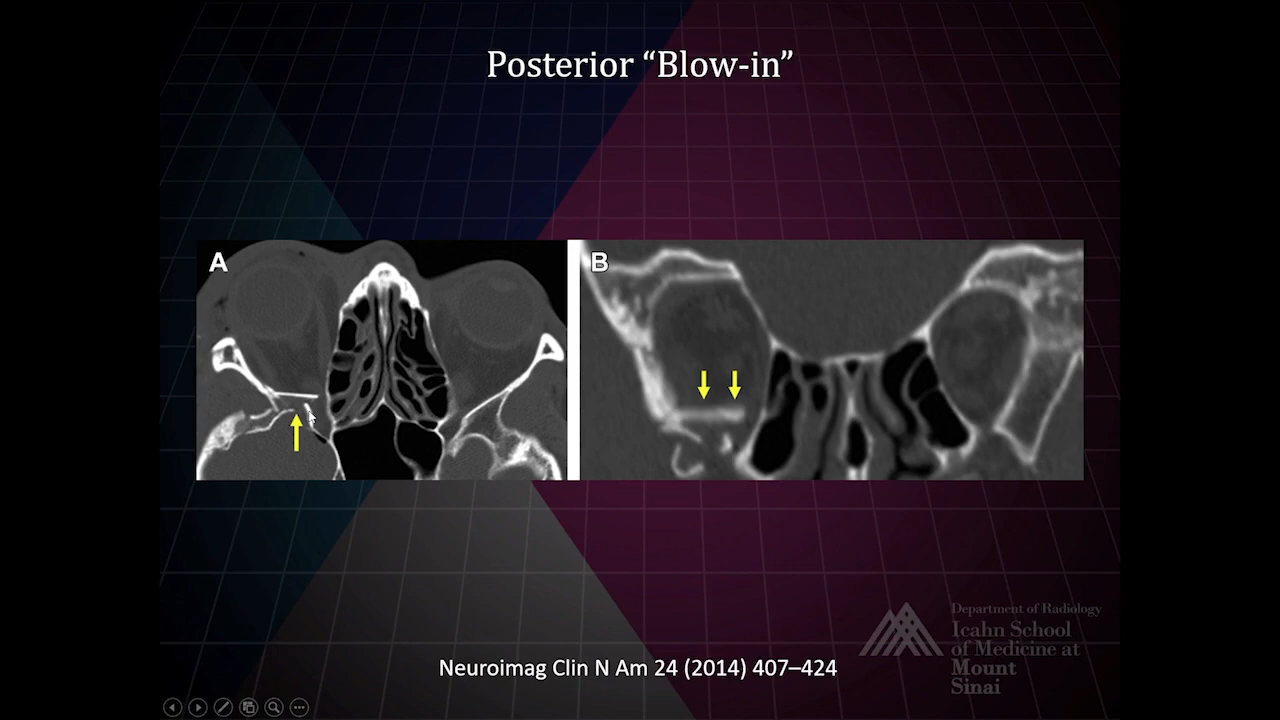 Posterior “Blow-in”
A
B
Department of Radiology
Icahn School
of Medicine at
Mount
Sinai
Neuroimag Clin N Am 24 (2014) 407–424